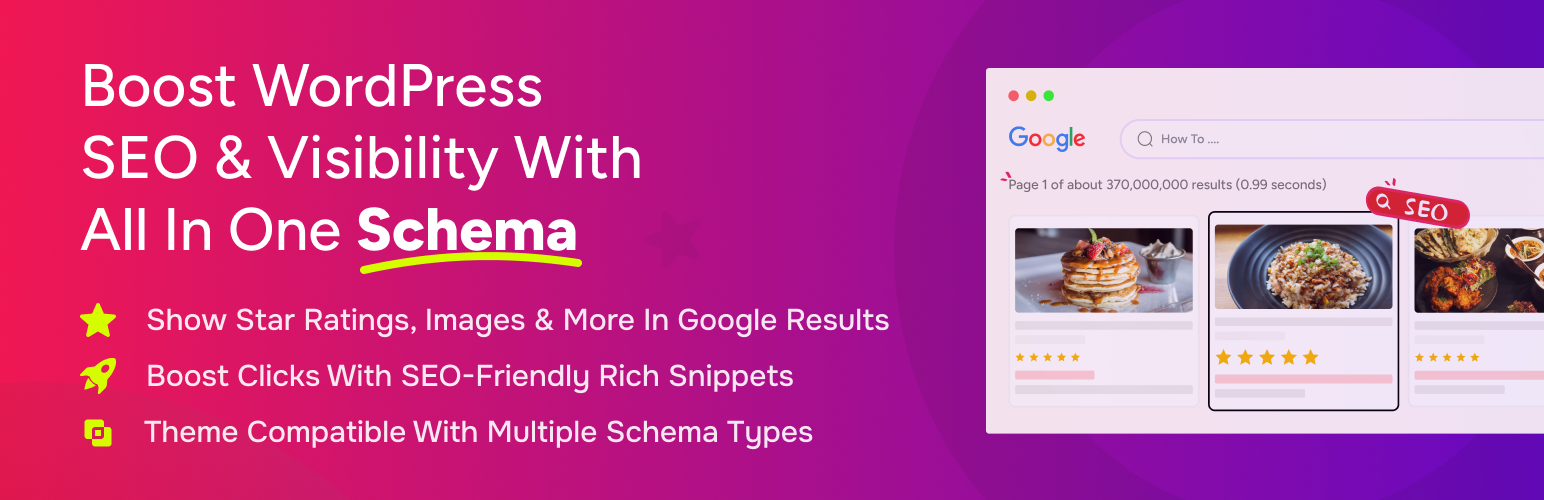 Boost WordPress
SEO & Visibility With
All In One Schema
Show Star Ratings, Images & More In Google Results
Boost Clicks With SEO-Friendly Rich Snippets
Theme Compatible With Multiple Schema Types
Google
How To ....
Page 1 of about 370,000,000 results (0.99 seconds)
SEO